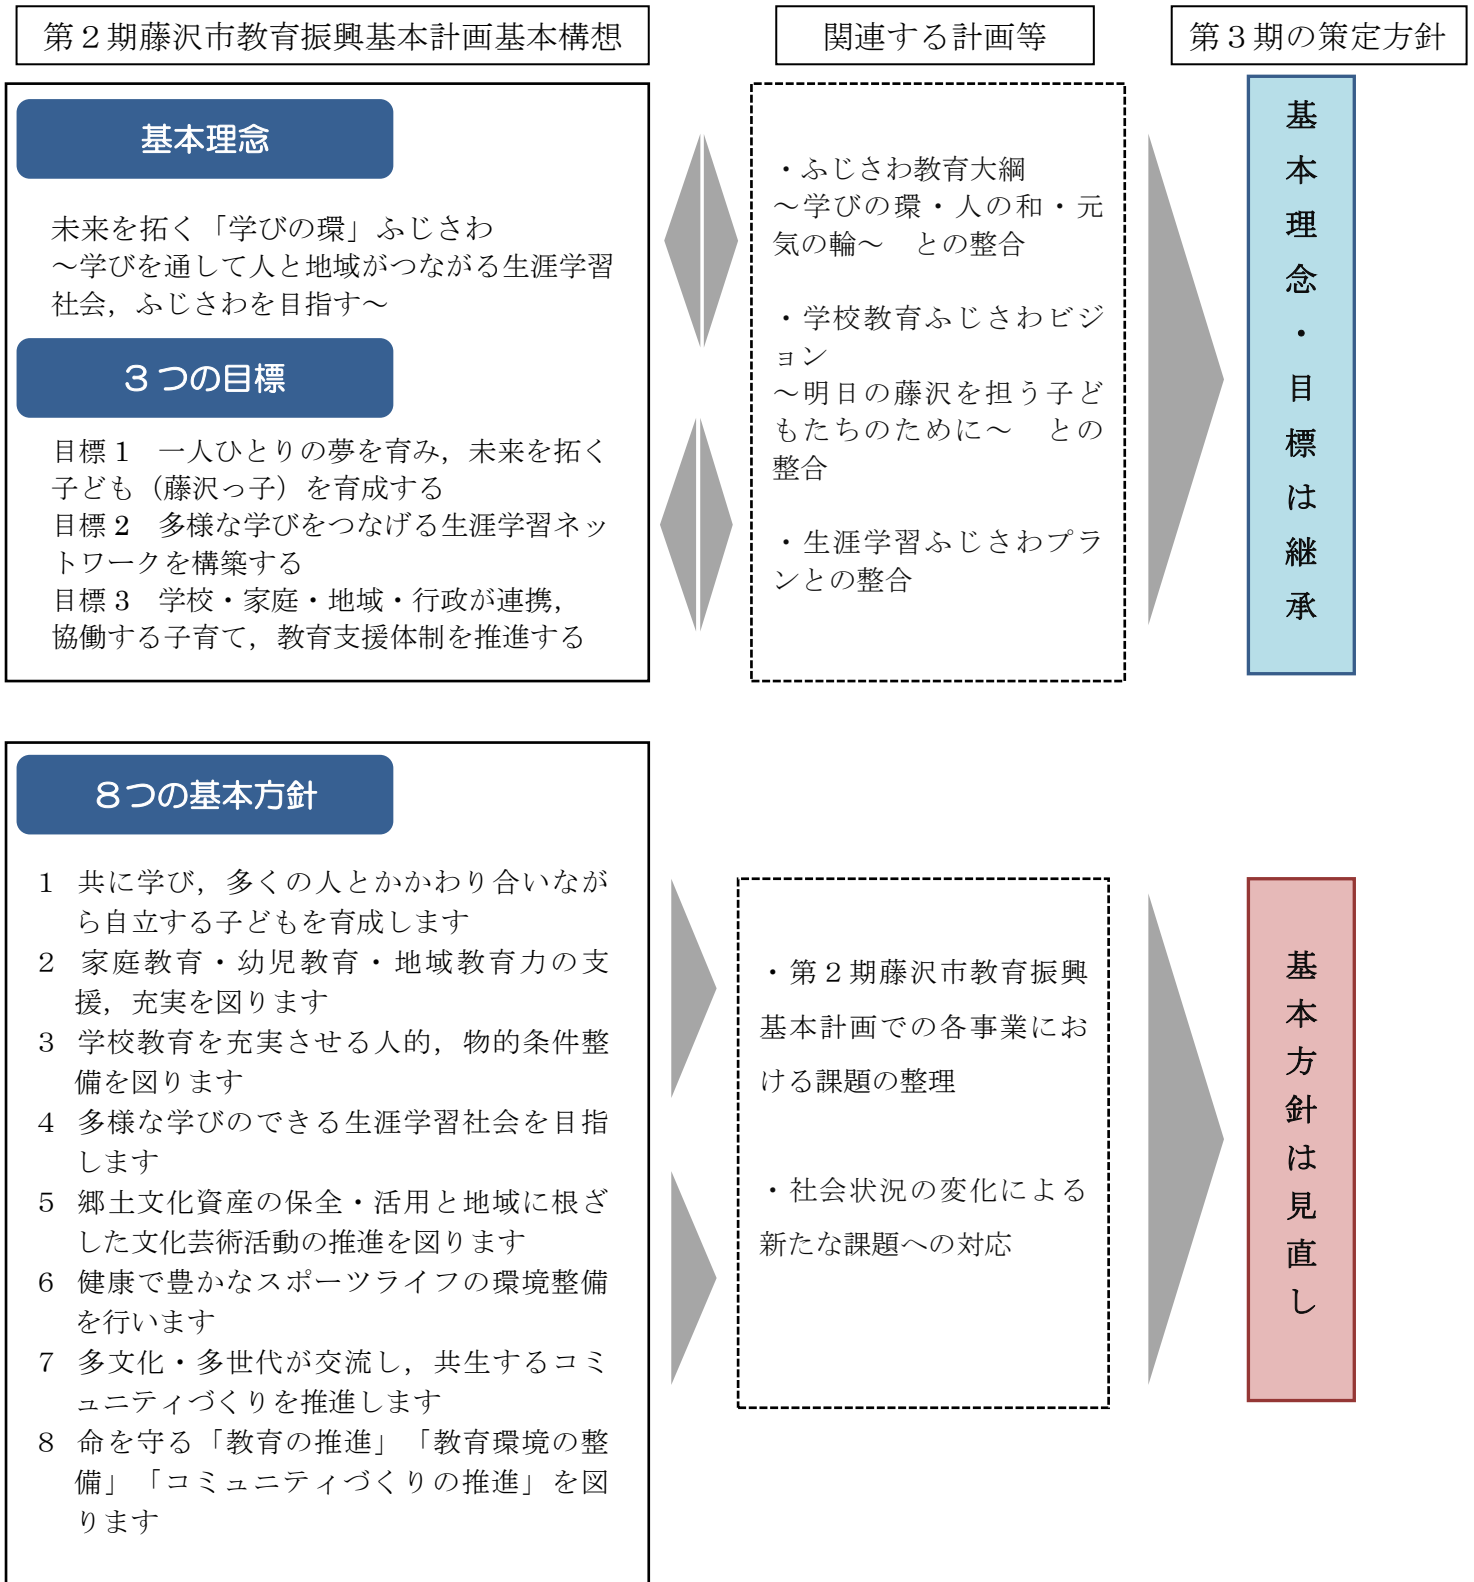 第２期藤沢市教育振興基本計画基本構想
関連する計画等
第３期の策定方針
基本理念
未来を拓く「学びの環」ふじさわ
～学びを通して人と地域がつながる生涯学習
社会，ふじさわを目指す～
３つの目標
目標１　一人ひとりの夢を育み，未来を拓く
子ども（藤沢っ子）を育成する
目標２　多様な学びをつなげる生涯学習ネッ
トワークを構築する
目標３　学校・家庭・地域・行政が連携，
協働する子育て，教育支援体制を推進する
・ふじさわ教育大綱
～学びの環・人の和・元
気の輪～　との整合
・学校教育ふじさわビジ
ョン
～明日の藤沢を担う子ど
もたちのために～　との
整合
・生涯学習ふじさわプラ
ンとの整合
基本理念・目標は継承
８つの基本方針
１ 共に学び，多くの人とかかわり合いなが
ら自立する子どもを育成します
２ 家庭教育・幼児教育・地域教育力の支
援，充実を図ります
３ 学校教育を充実させる人的，物的条件整
備を図ります
４ 多様な学びのできる生涯学習社会を目指
します
５ 郷土文化資産の保全・活用と地域に根ざ
した文化芸術活動の推進を図ります
６ 健康で豊かなスポーツライフの環境整備
を行います
７ 多文化・多世代が交流し，共生するコミ
ュニティづくりを推進します
８ 命を守る「教育の推進」「教育環境の整
備」「コミュニティづくりの推進」を図
ります
・第２期藤沢市教育振興
基本計画での各事業にお
ける課題の整理
・社会状況の変化による
新たな課題への対応
基本方針は見直し